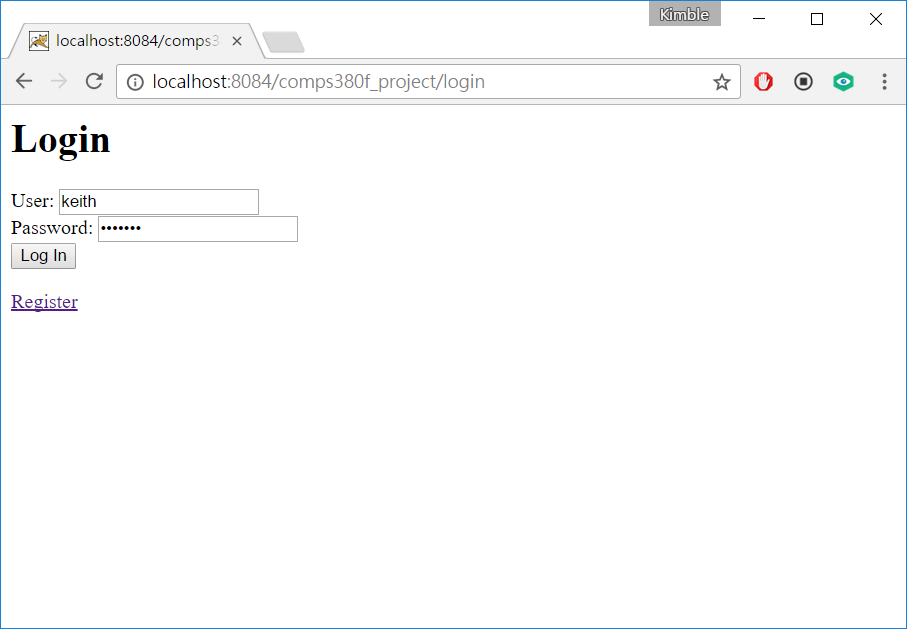 Kimble
localhost:8084/comps3
localhost:8084/comps380f_project/login
Login
User: keith
Password: •••••••
Log In
Register